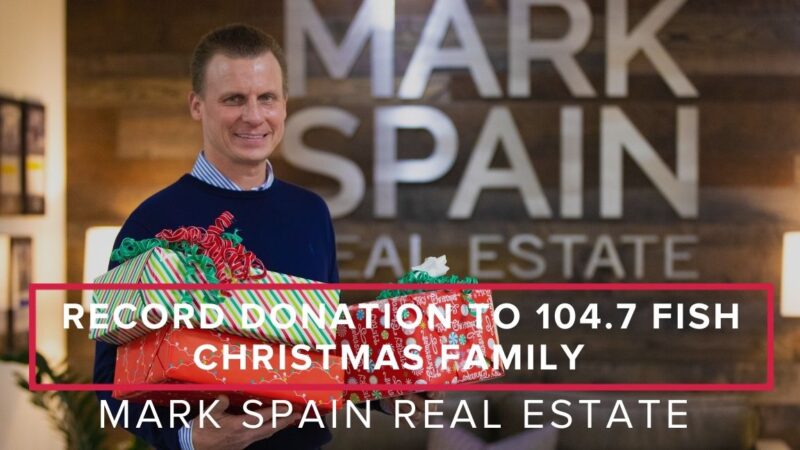 MARK
SPAIN
REAL ESTATE
RECORD DONATION TO 104.7 FISH
CHRISTMAS FAMILY
MARK SPAIN REAL ESTATE